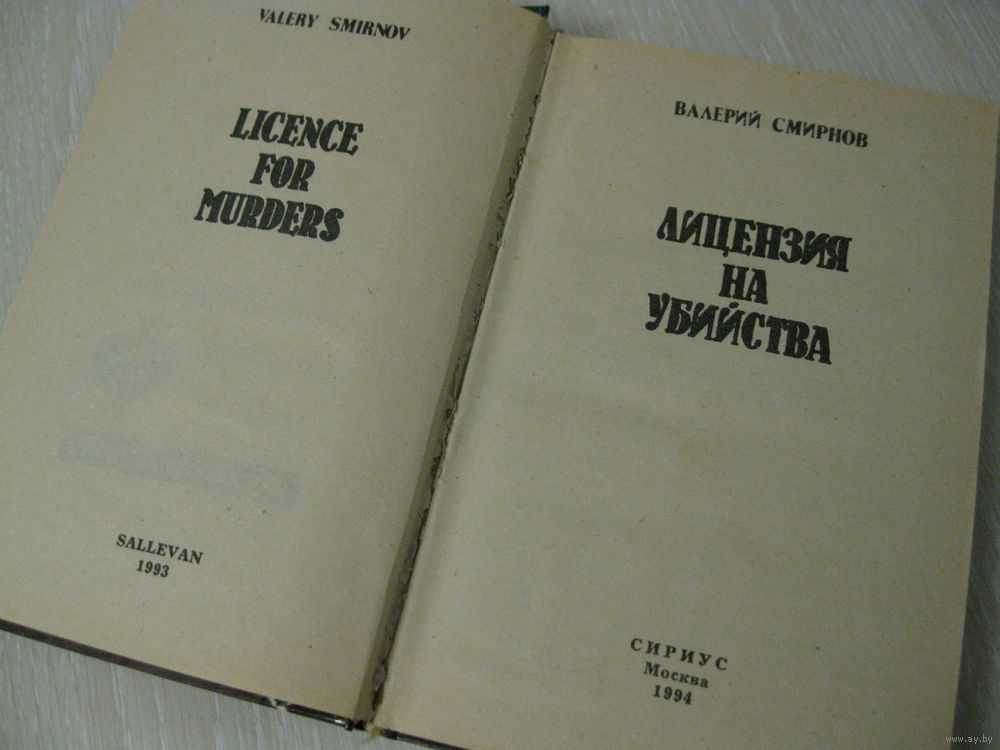 VALERY SMIRNOV
LICENCE
FOR
MURDERS
SALLEVAN
1993
ВАЛЕРИЙ СМИРНОВ
ЛИЦЕНЗИЯ
НА
УБИЙСТВА
СИРИУС
Москва
1994
www.ay.by